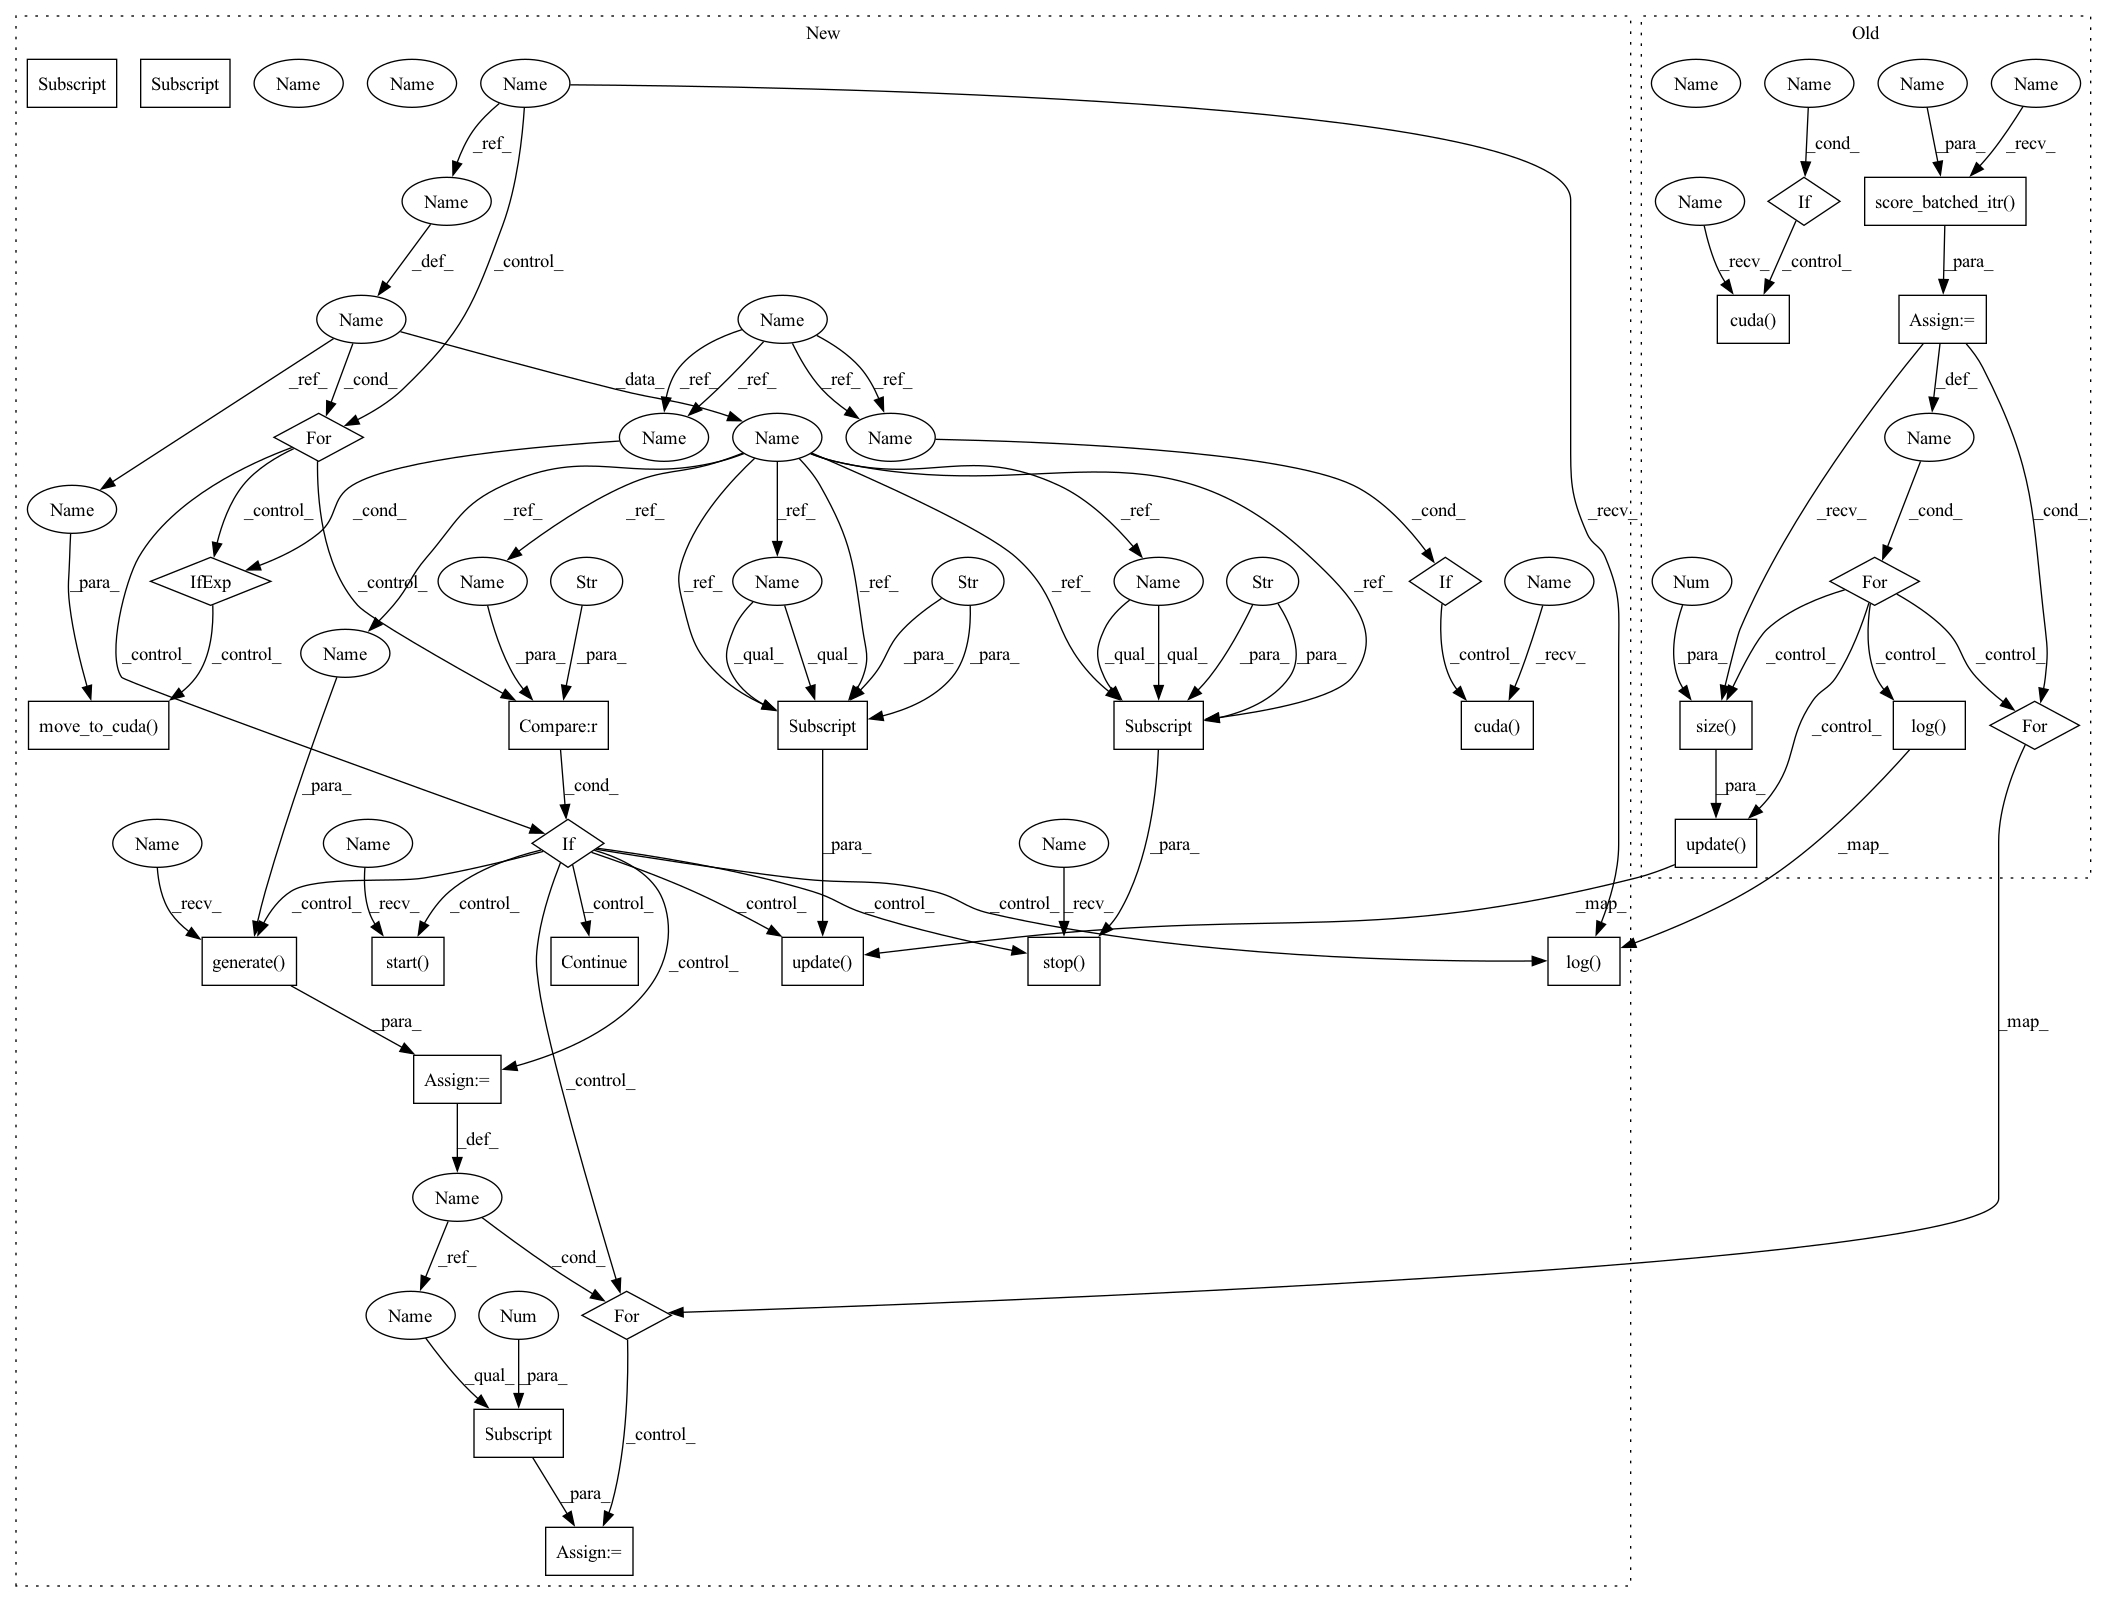 New
Old
Subscript
Subscript
Name
Name
Name
Name
Name
Name
Name
_ref_
_para_
_recv_
_cond_
Name
Name
If
score_batched_itr()
_def_
_control_
_recv_
_control_
_para_
Name
Name
cuda()
Assign:=
_ref_
_cond_
_data_
_ref_
_ref_
_ref_
_ref_
_def_
For
Name
Name
Name
Name
Name
_control_
_cond_
_ref_
_ref_
_ref_
_ref_
_cond_
_recv_
_recv_
_cond_
_cond_
IfExp
Name
Str
Name
Str
Name
Str
If
Name
Num
For
_para_
_control_
_ref_
_ref_
_ref_
_ref_
Name
_control_
_control_
_para_
_para_
_qual_
_qual_
_para_
_para_
_qual_
_qual_
_para_
_para_
_control_
_recv_
_para_
_control_
_control_
_control_
move_to_cuda()
Compare:r
Subscript
Subscript
cuda()
size()
log()
For
_control_
_para_
_cond_
_para_
Name
Name
If
_para_
Name
_para_
update()
_map_
_recv_
_control_
_recv_
_control_
_control_
_control_
_control_
_recv_
_control_
_map_
generate()
start()
Continue
update()
stop()
log()
_control_
_para_
_map_
Assign:=
_control_
_def_
Name
_ref_
_cond_
Name
Num
For
_qual_
_para_
Subscript
_control_
_para_
Assign:=